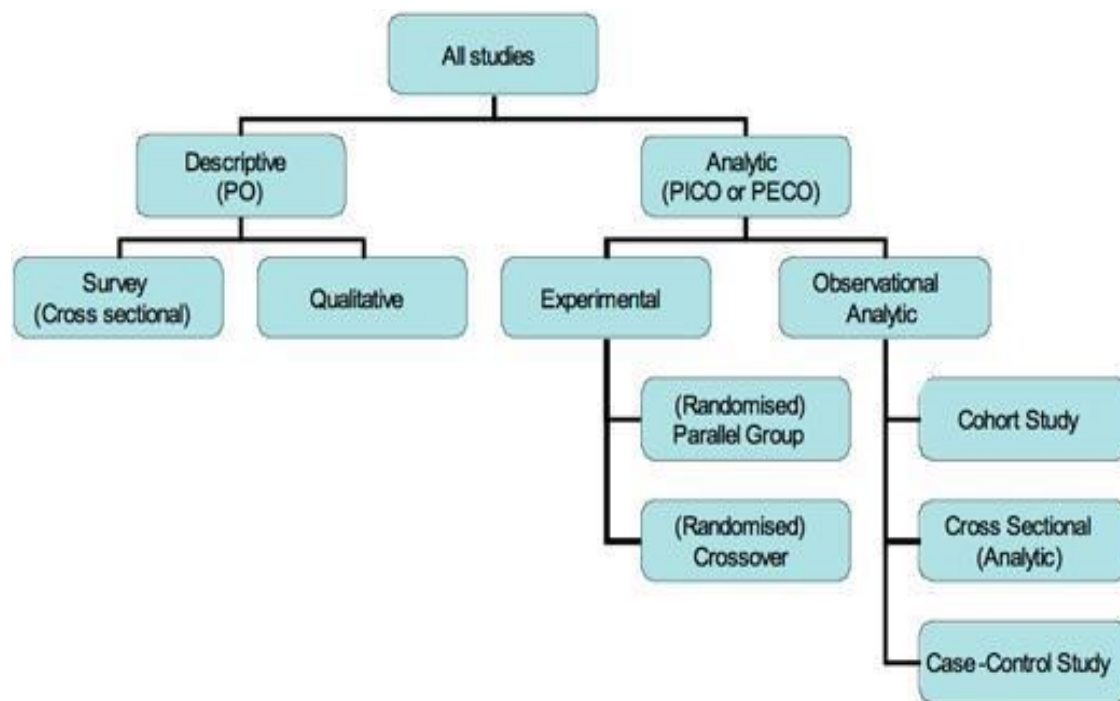 All studies
Descriptive
(PO)
Analytic
(PICO or PECO)
Survey
(Cross sectional)
Qualitative
Experimental
Observational
Analytic
(Randomised)
Parallel Group
Cohort Study
(Randomised)
Crossover
Cross Sectional
(Analytic)
Case-Control Study